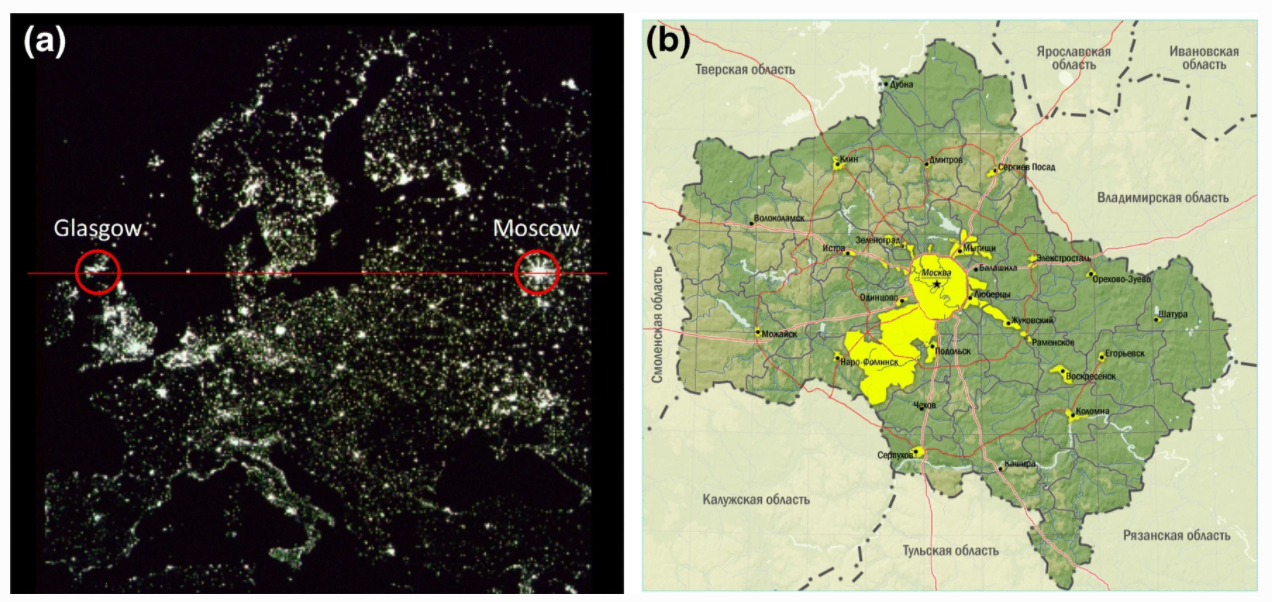 (a)
Glasgow
Moscow
(b)
Тверская область
Ярославская
область
Ивановская
область
Дубна
Клин
Дмитров
Сергиев Посад
Владимирская область
Волоколамск
Зеленоград
Истра
Мытищи
Москва
Балашиха
Электросталь
Орехово-Зуево
Смоленская область
Одинцово
Люберцы
Жуковский
Шатура
Можайск
Раменское
Подольск
Наро-Фоминск
Егорьевск
Воскресенск
Чехов
Коломна
Серпухов
Кашира
Калужская область
Тульская область
Рязанская область